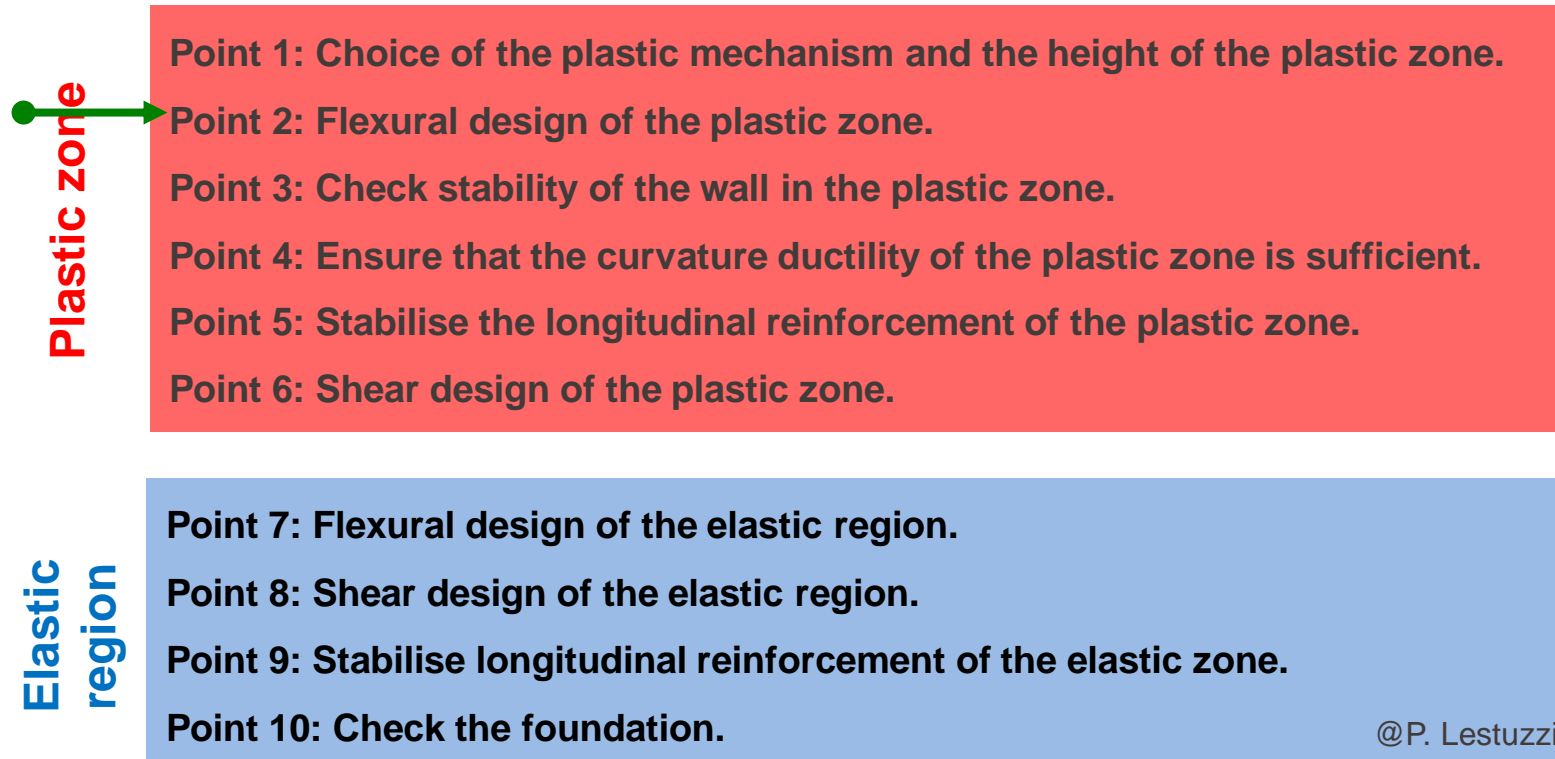 Plastic zone
Point 1: Choice of the plastic mechanism and the height of the plastic zone.
Point 2: Flexural design of the plastic zone.
Point 3: Check stability of the wall in the plastic zone.
Point 4: Ensure that the curvature ductility of the plastic zone is sufficient.
Point 5: Stabilise the longitudinal reinforcement of the plastic zone.
Point 6: Shear design of the plastic zone.
Elastic
region
Point 7: Flexural design of the elastic region.
Point 8: Shear design of the elastic region.
Point 9: Stabilise longitudinal reinforcement of the elastic zone.
Point 10: Check the foundation.
@P. Lestuzzi